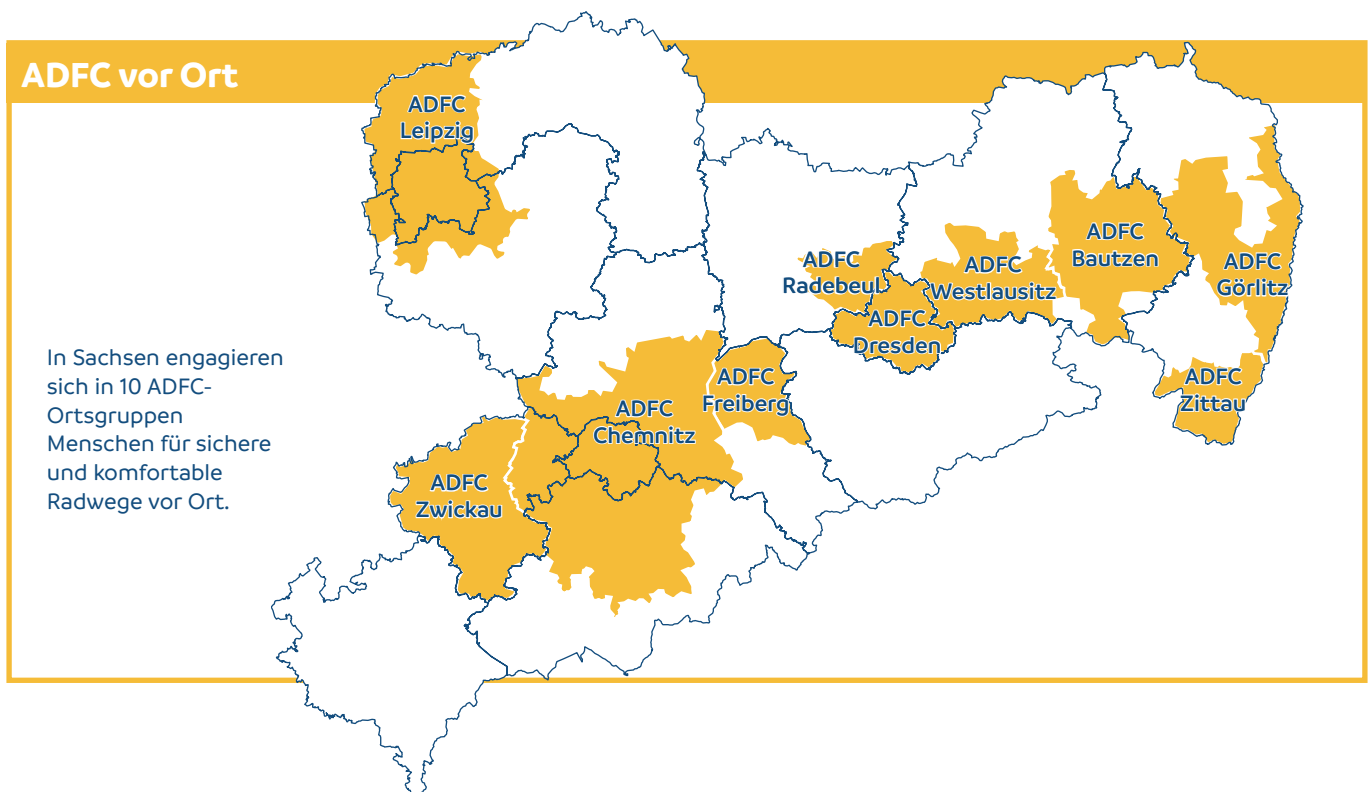 ADFC vor Ort
ADFC
Leipzig
ADFC
Radebeul
ADFC
Westlausitz
ADFC
Bautzen
ADFC
Görlitz
ADFC
Dresden
In Sachsen engagieren
sich in 10 ADFC-
Ortsgruppen
Menschen für sichere
und komfortable
Radwege vor Ort.
ADFC
Freiberg
ADFC
Zittau
ADFC
Chemnitz
ADFC
Zwickau